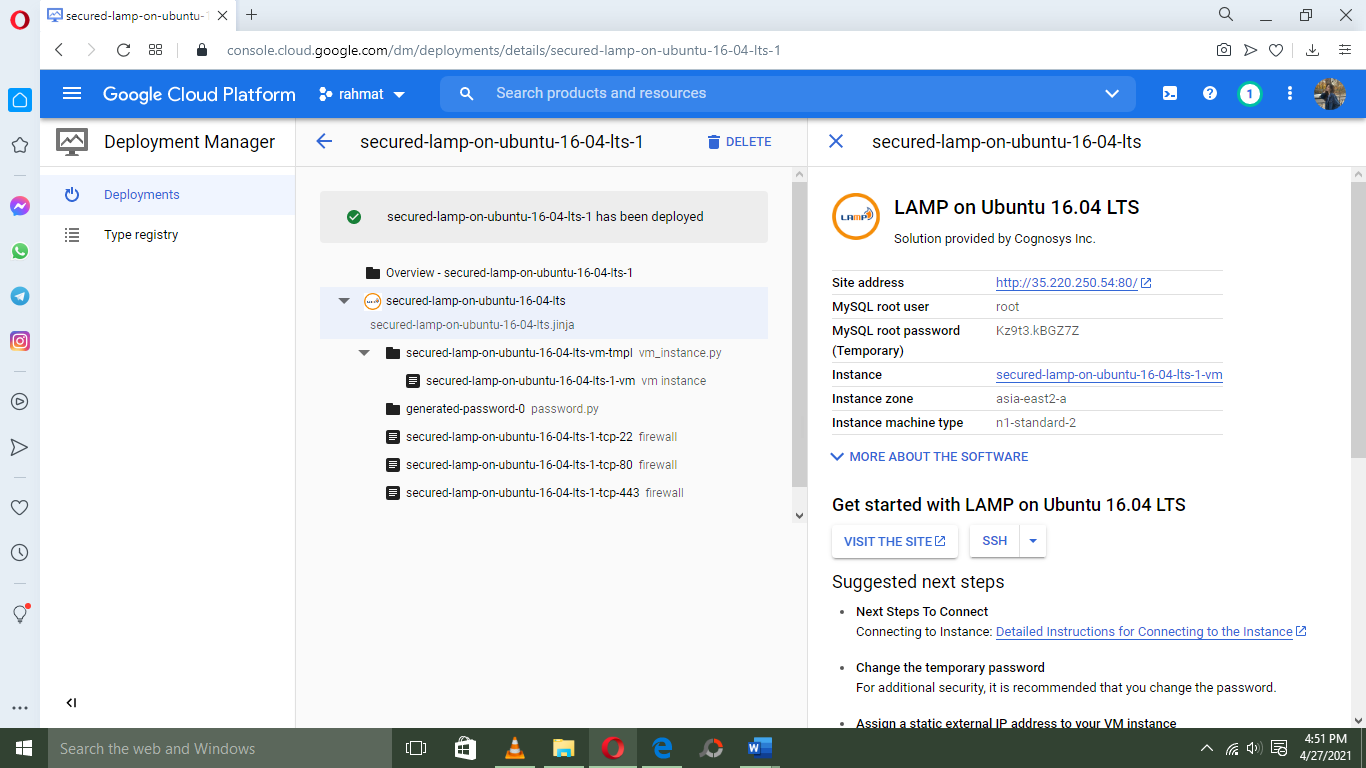 secured-lamp-on-ubuntu-1
console.cloud.google.com/dm/deployments/details/secured-lamp-on-ubuntu-16-04-lts-1
Google Cloud Platform
rahmat
Search products and resources
1
Deployment Manager
secured-lamp-on-ubuntu-16-04-lts-1
DELETE
secured-lamp-on-ubuntu-16-04-lts
Deployments
Type registry
secured-lamp-on-ubuntu-16-04-lts-1 has been deployed
Overview - secured-lamp-on-ubuntu-16-04-lts-1
secured-lamp-on-ubuntu-16-04-lts
secured-lamp-on-ubuntu-16-04-lts.jinja
secured-lamp-on-ubuntu-16-04-lts-vm-tmpl vm_instance.py
secured-lamp-on-ubuntu-16-04-lts-1-vm vm instance
generated-password-0 password.py
secured-lamp-on-ubuntu-16-04-lts-1-tcp-22 firewall
secured-lamp-on-ubuntu-16-04-lts-1-tcp-80 firewall
secured-lamp-on-ubuntu-16-04-lts-1-tcp-443 firewall
LAMP
LAMP on Ubuntu 16.04 LTS
Solution provided by Cognosys Inc.
Site address http://35.220.250.54:80/
MySQL root user root
MySQL root password Kz9t3.kBGZ7Z
(Temporary)
Instance secured-lamp-on-ubuntu-16-04-lts-1-vm
Instance zone asia-east2-a
Instance machine type n1-standard-2
MORE ABOUT THE SOFTWARE
Get started with LAMP on Ubuntu 16.04 LTS
VISIT THE SITE
SSH
Suggested next steps
Next Steps To Connect
Connecting to Instance: Detailed Instructions for Connecting to the Instance
Change the temporary password
For additional security, it is recommended that you change the password.
Assign a static external IP address to your VM instance
Search the web and Windows
4:51 PM
4/27/2021